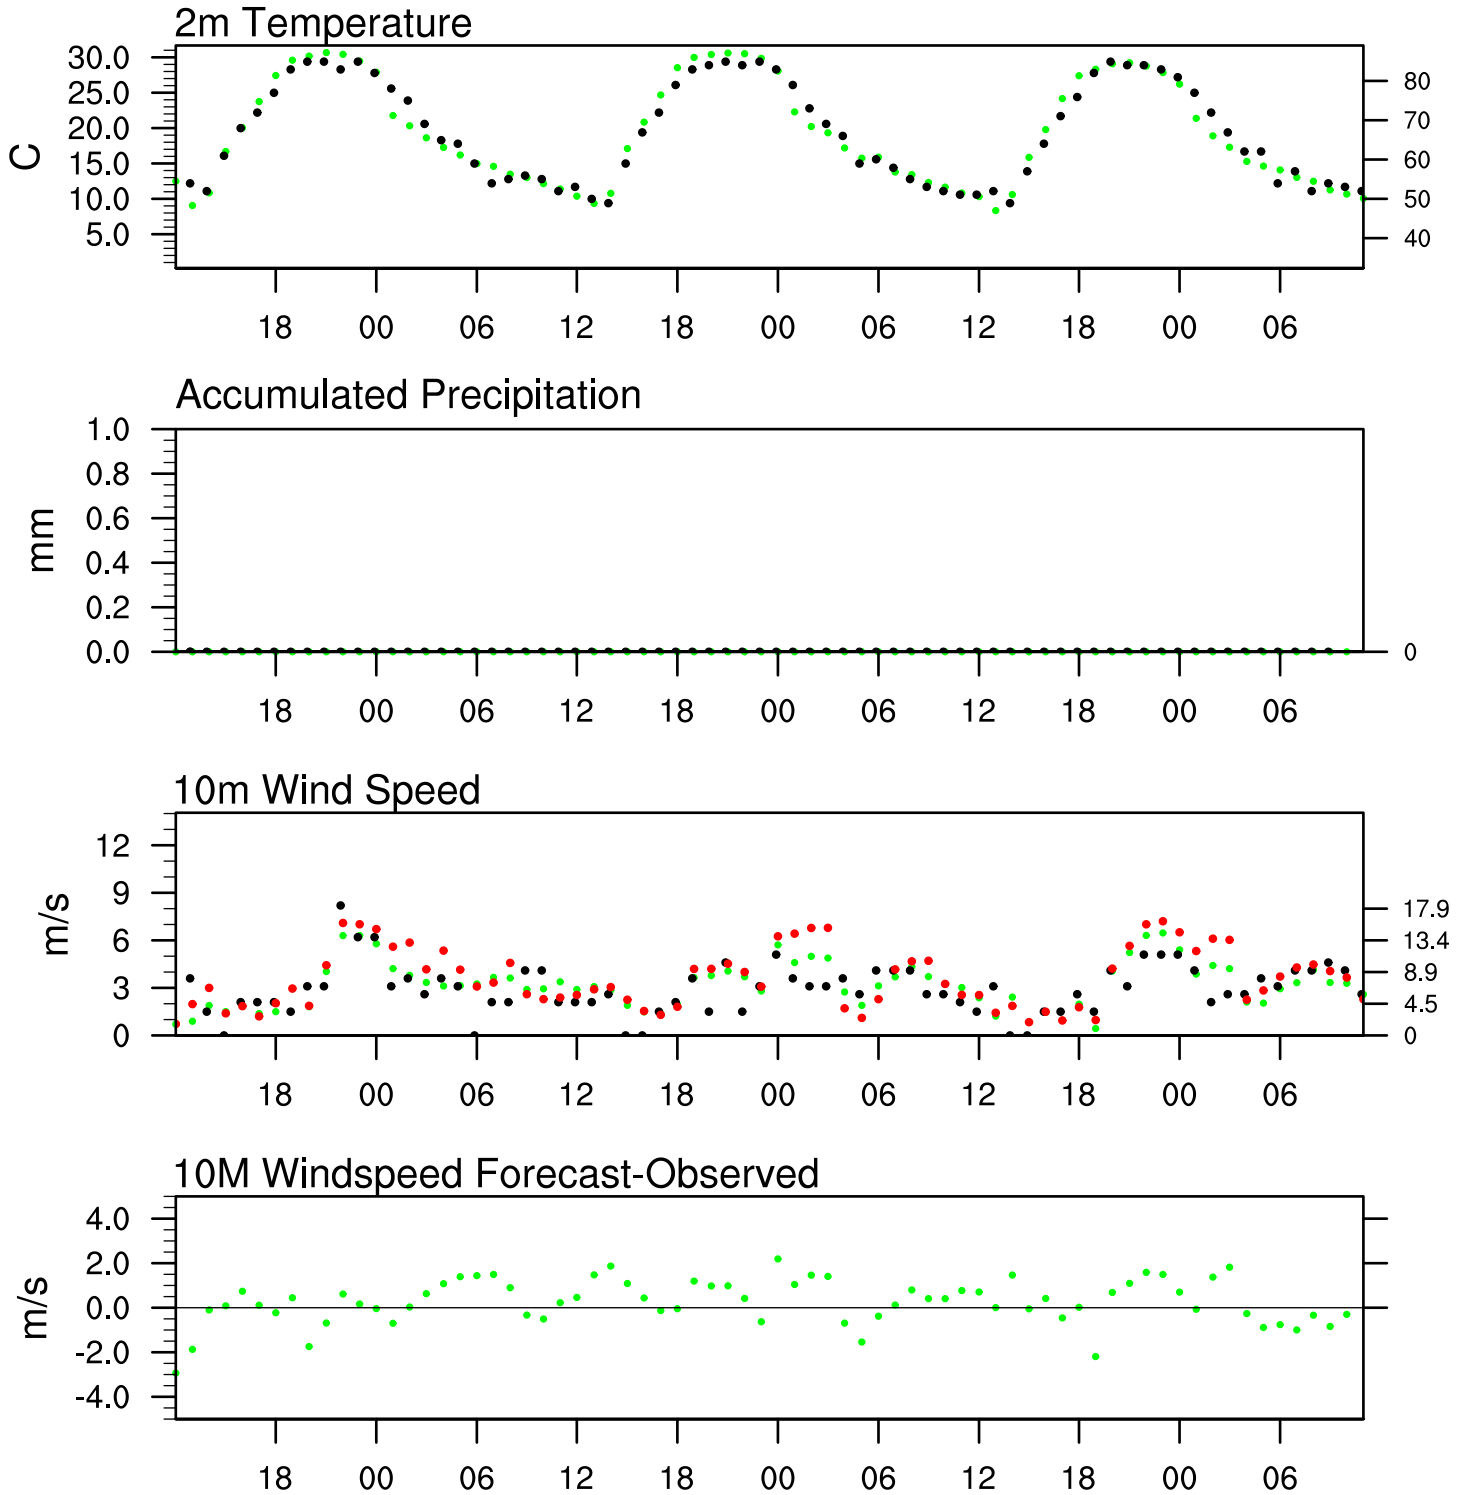 2m Temperature
30.0
25.0
20.0
15.0
10.0
5.0
C
80
70
60
50
40
18 00 06 12 18 00 06 12 18 00 06
Accumulated Precipitation
1.0
0.8
0.6
0.4
0.2
0.0
mm
0
18 00 06 12 18 00 06 12 18 00 06
10m Wind Speed
12
9
6
3
0
m/s
17.9
13.4
8.9
4.5
0
18 00 06 12 18 00 06 12 18 00 06
10M Windspeed Forecast-Observed
4.0
2.0
0.0
-2.0
-4.0
m/s
18 00 06 12 18 00 06 12 18 00 06